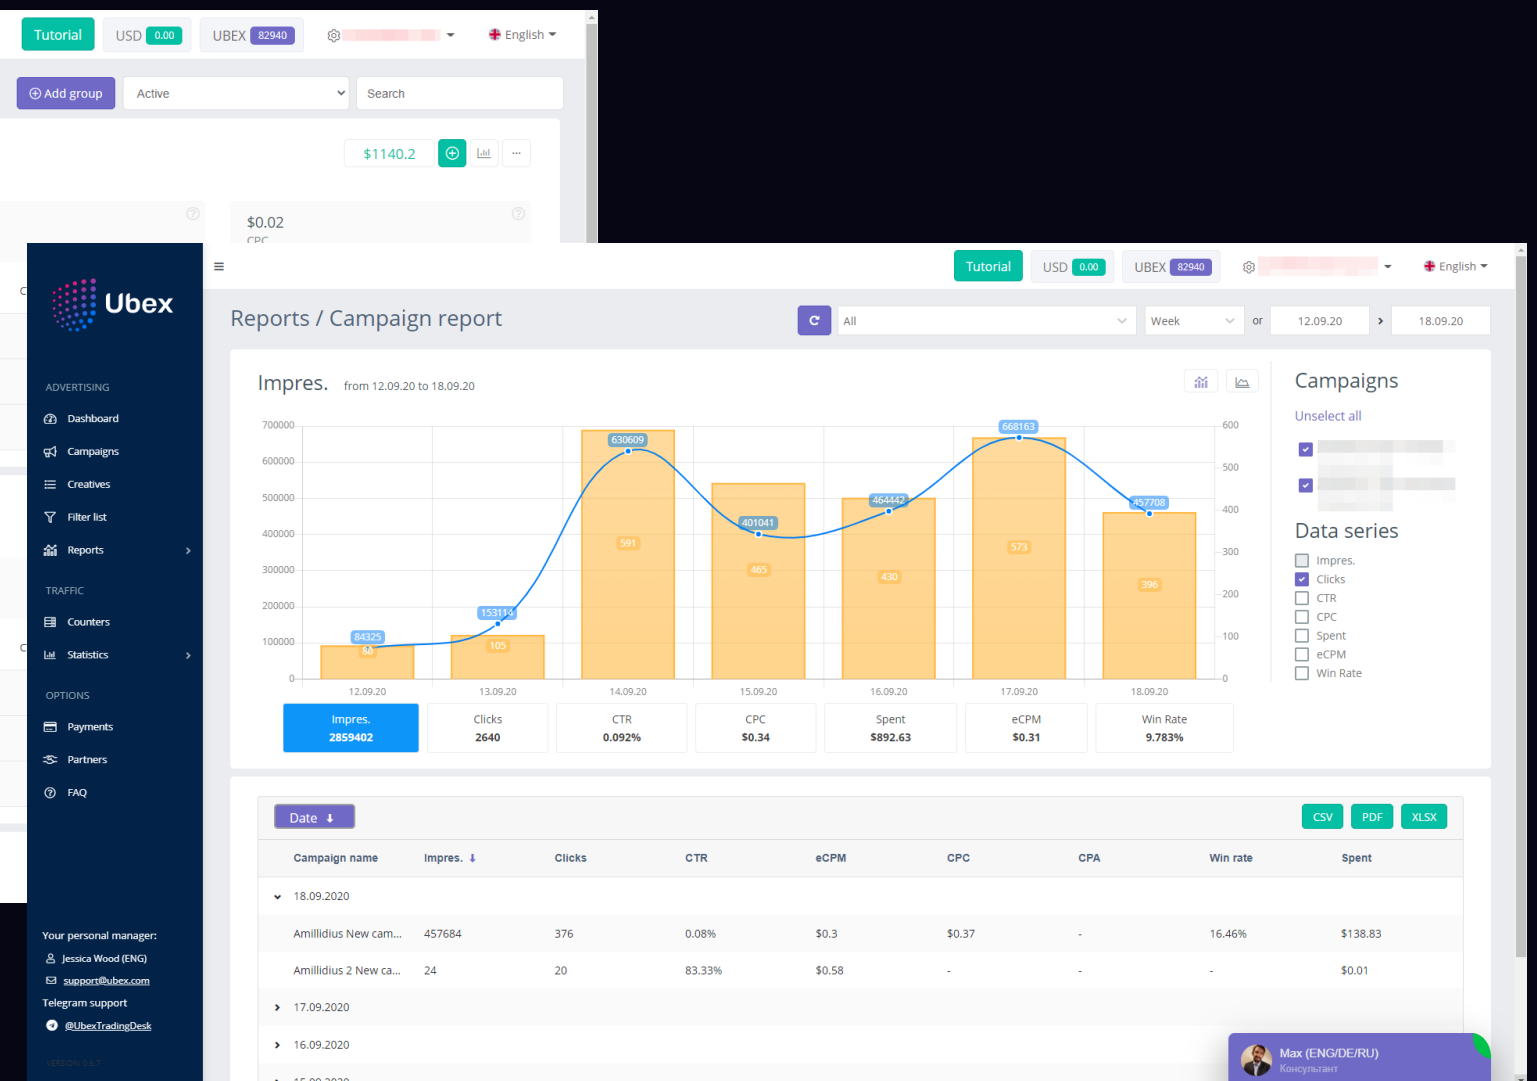 Tutorial USD 0.00 UBEX 82940 English
Add group Active Search
$1140.2 ...
$0.02
CPC
Tutorial USD 0.00 UBEX 82940 English
Ubex
Reports / Campaign report All Week or 12.09.20 18.09.20
ADVERTISING
Dashboard
Campaigns
Creatives
Filter list
Reports
TRAFFIC
Counters
Statistics
OPTIONS
Payments
Partners
FAQ
Your personal manager:
Jessica Wood (ENG)
support@ubex.com
Telegram support
@UbexTradingDesk
VERSION 0.6.7
Impres. from 12.09.20 to 18.09.20
700000
600000
500000
400000
300000
200000
100000
0
84325
153114
630609
401041
464442
668163
457708
80
105
591
465
430
573
396
600
500
400
300
200
100
0
12.09.20 13.09.20 14.09.20 15.09.20 16.09.20 17.09.20 18.09.20
Impres. Clicks CTR CPC Spent eCPM Win Rate
2859402 2640 0.092% $0.34 $892.63 $0.31 9.783%
Campaigns
Unselect all
Data series
Impres.
Clicks
CTR
CPC
Spent
eCPM
Win Rate
Date CSV PDF XLSX
Campaign name Impres. Clicks CTR eCPM CPC CPA Win rate Spent
18.09.2020
Amillidius New cam... 457684 376 0.08% $0.3 $0.37 - 16.46% $138.83
Amillidius 2 New ca... 24 20 83.33% $0.58 - - - $0.01
17.09.2020
16.09.2020
15.09.2020
Max (ENG/DE/RU)
Консультант